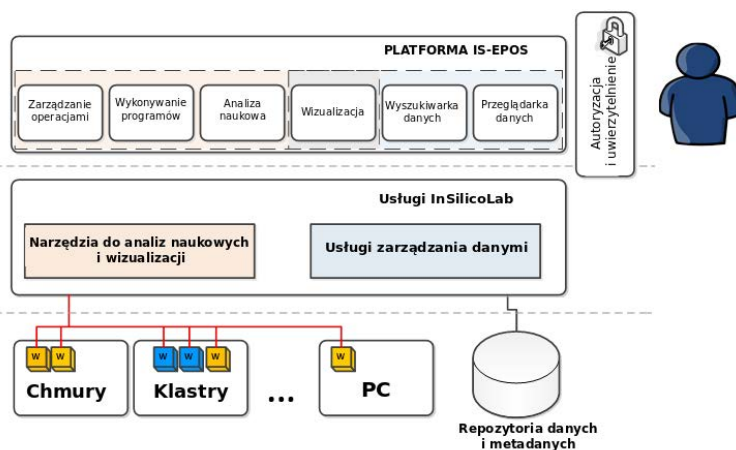 PLATFORMA IS-EPOS
Zarządzanie
operacjami
Wykonywanie
programów
Analiza
naukowa
Wizualizacja
Wyszukiwarka
danych
Przeglądarka
danych
Autoryzacja
i uwierzytelnienie
Usługi InSilicoLab
Narzędzia do analiz naukowych
i wizualizacji
Usługi zarządzania danymi
W W
Chmury
W W W
Klastry
...
W
PC
Repozytoria danych
i metadanych